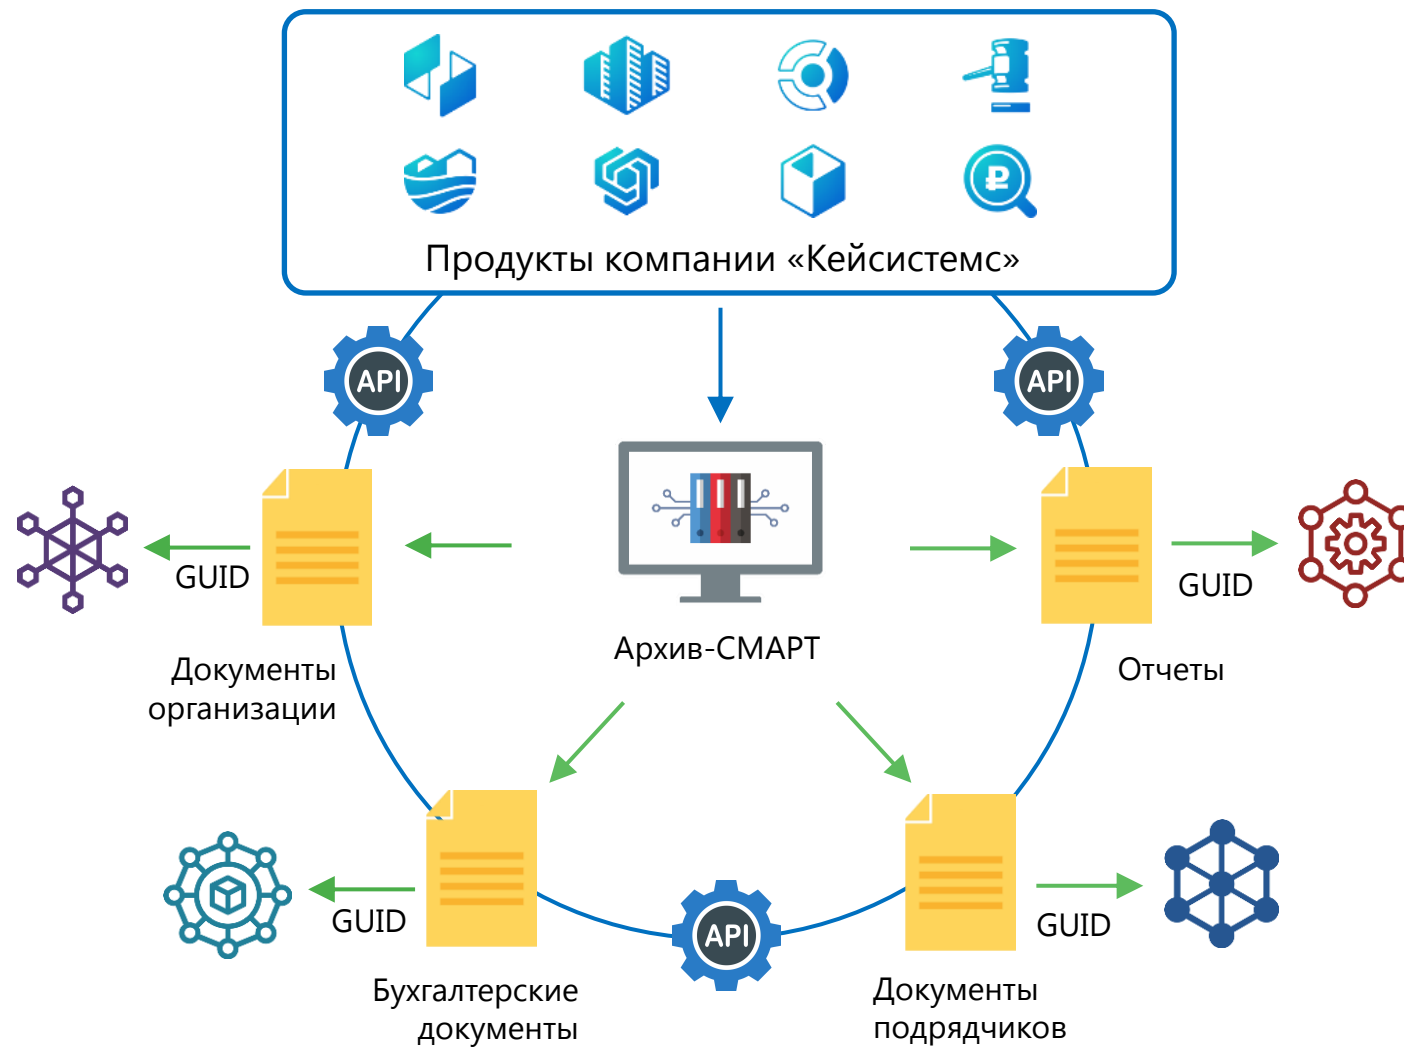 Продукты компании «Кейсистемс»
API
API
GUID
GUID
Архив-СМАРТ
Документы
организации
Отчеты
GUID
GUID
API
Бухгалтерские
документы
Документы
подрядчиков